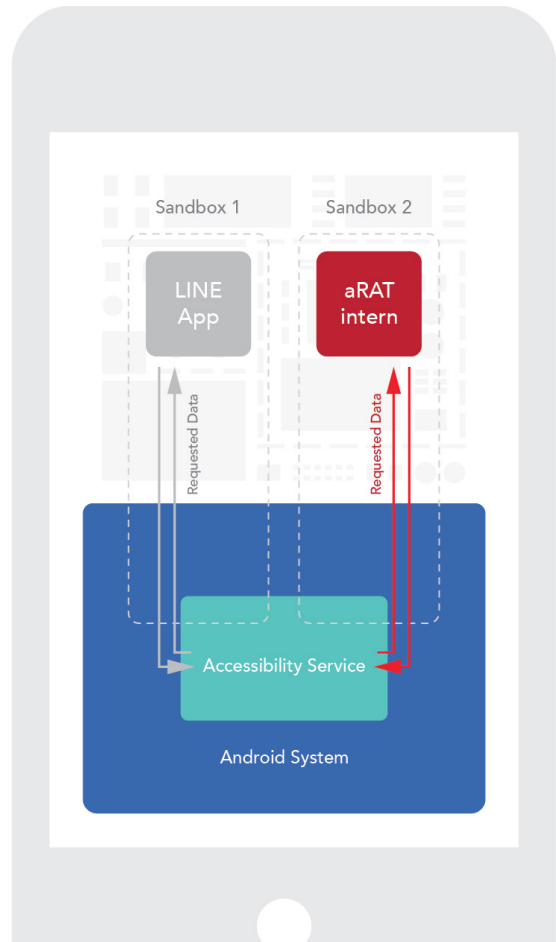 Sandbox 1
Sandbox 2
LINE
App
aRAT
intern
Requested Data
Requested Data
Accessibility Service
Android System